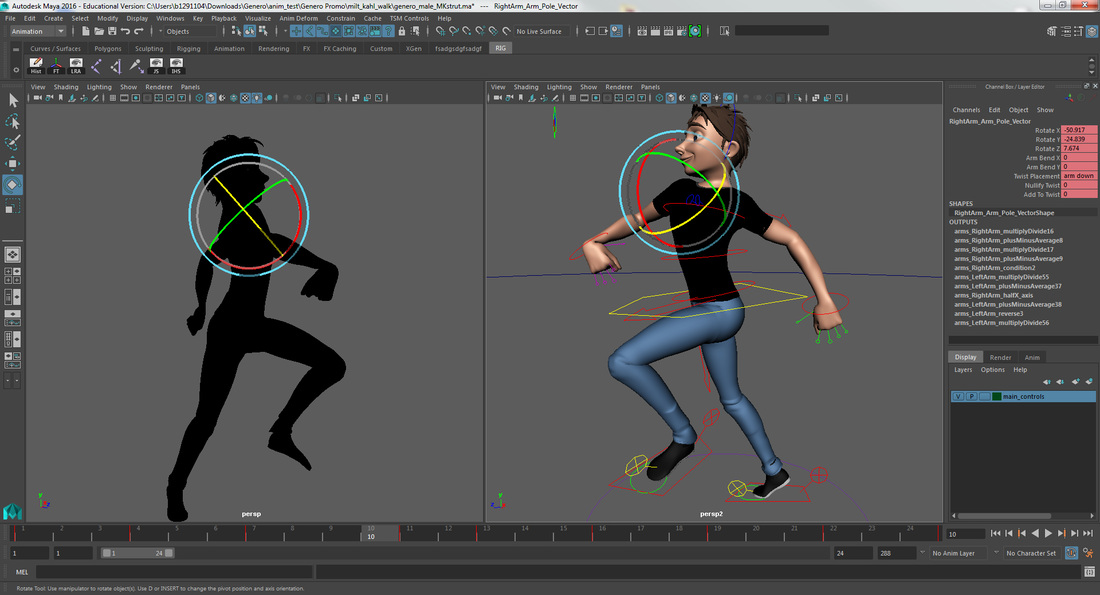 Autodesk Maya 2016 - Educational Version: C:\Users\b1291104\Downloads\Genero\anim_test\Genero Promo\milt_kahl_walk\genero_male_MKstrut.ma* --- RightArm_Arm_Pole_Vector
File Edit Create Select Modify Display Windows Key Playback Visualize Anim Deform Constrain Cache TSM Controls Help
Animation Objects No Live Surface
Curves / Surfaces Polygons Sculpting Rigging Animation Rendering FX FX Caching Custom XGen fsadgsdgfsadgf RIG
Hist FT LRA JS IHS
View Shading Lighting Show Renderer Panels
View Shading Lighting Show Renderer Panels
persp
persp2
Channel Box / Layer Editor
Channels Edit Object Show
RightArm_Arm_Pole_Vector
Rotate X -50.917
Rotate Y -24.839
Rotate Z 7.674
Arm Bend X 0
Arm Bend Y 0
Twist Placement arm down
Nullify Twist 0
Add To Twist 0
SHAPES
RightArm_Arm_Pole_VectorShape
OUTPUTS
arms_RightArm_multiplyDivide16
arms_RightArm_plusMinusAverage8
arms_RightArm_multiplyDivide17
arms_RightArm_plusMinusAverage9
arms_RightArm_condition2
arms_LeftArm_multiplyDivide55
arms_LeftArm_plusMinusAverage37
arms_RightArm_halfX_axis
arms_LeftArm_plusMinusAverage38
arms_LeftArm_reverse3
arms_LeftArm_multiplyDivide56
Display Render Anim
Layers Options Help
V P main_controls
1 2 3 4 5 6 7 8 9 10 11 12 13 14 15 16 17 18 19 20 21 22 23 24
10 10
1 1 1 24 24 288 No Anim Layer No Character Set
MEL
Rotate Tool: Use manipulator to rotate object(s). Use D or INSERT to change the pivot position and axis orientation.